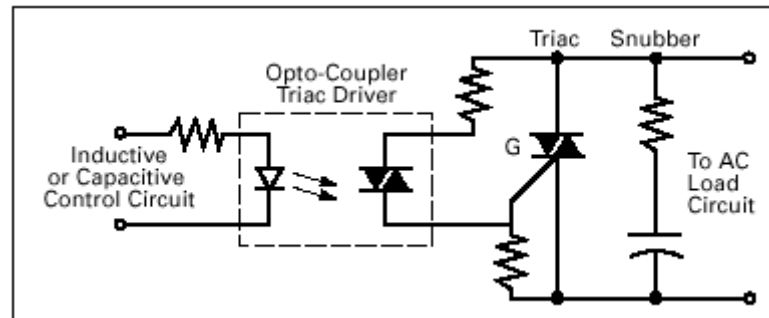 Triac Snubber
Opto-Coupler
Triac Driver
G
Inductive
or Capacitive
Control Circuit
To AC
Load
Circuit